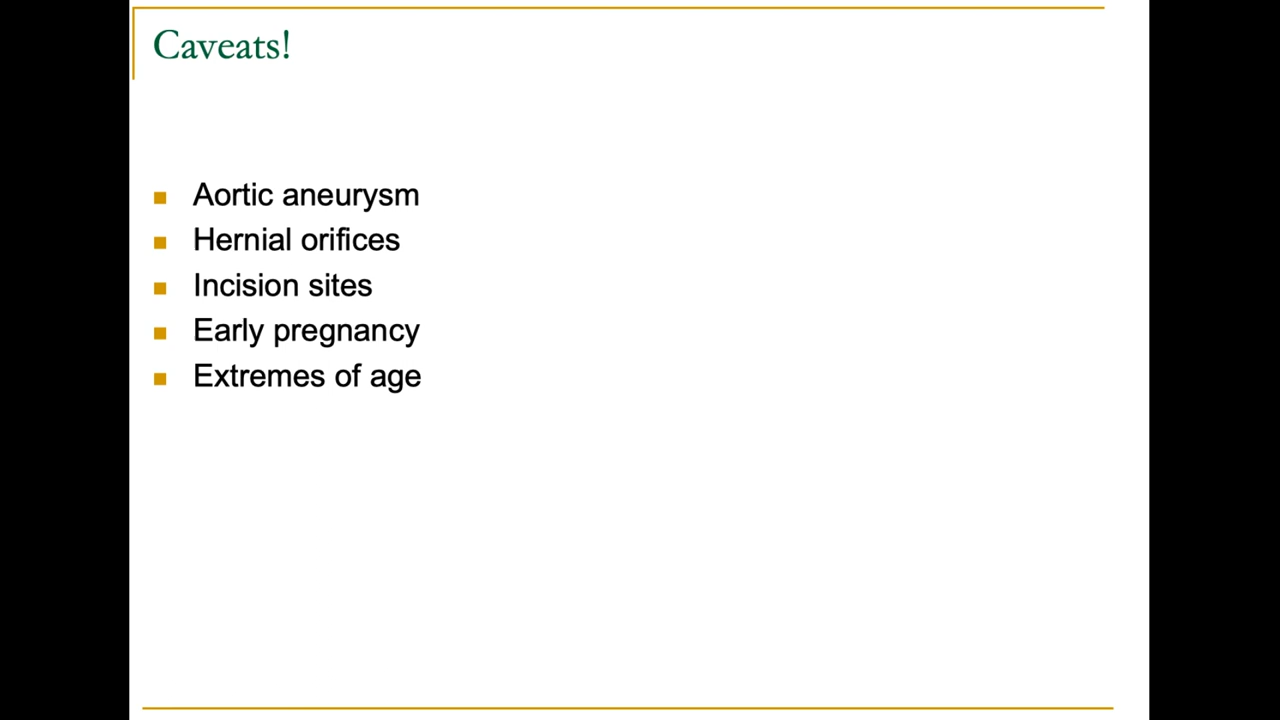 Caveats!
Aortic aneurysm
Hernial orifices
Incision sites
Early pregnancy
Extremes of age